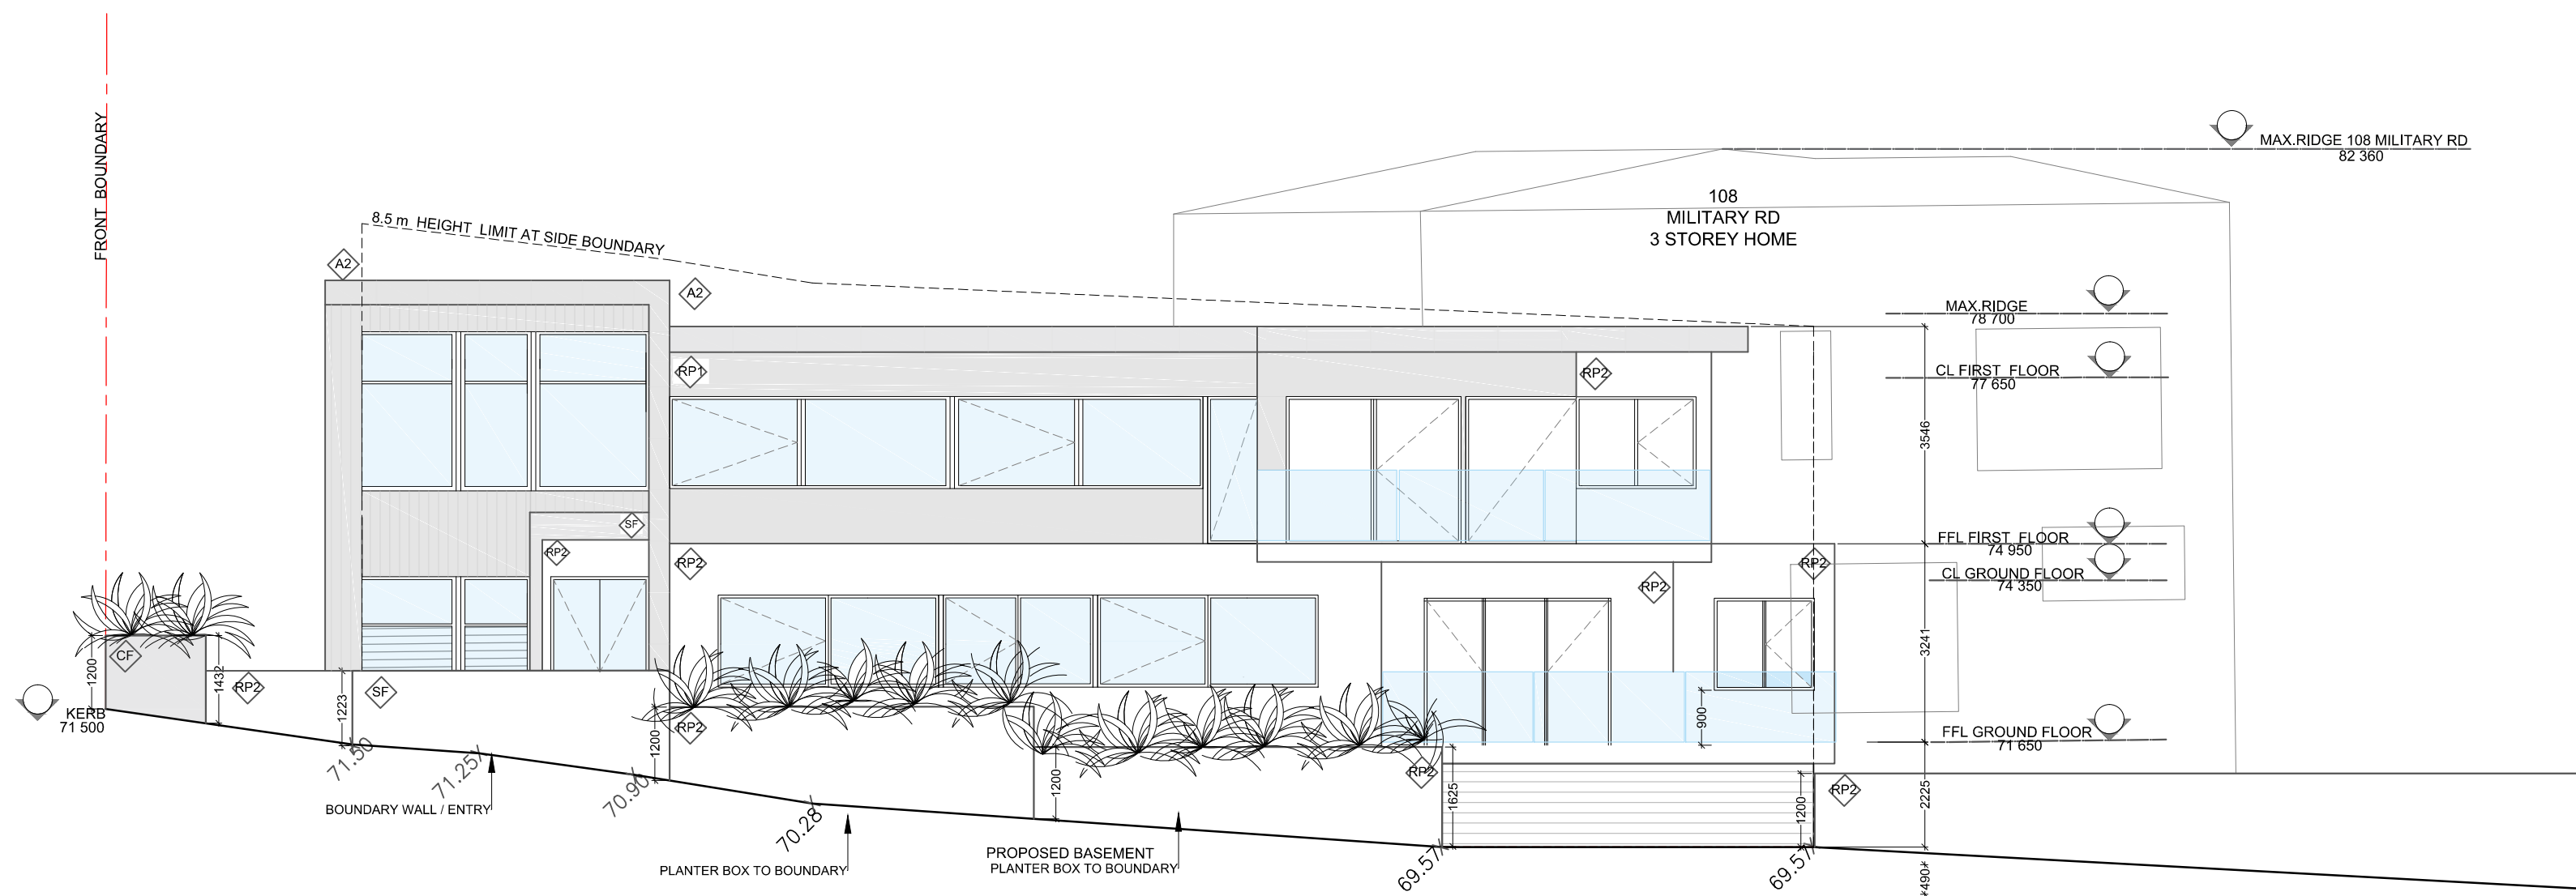 FRONT BOUNDARY
MAX.RIDGE 108 MILITARY RD
82 360
108
MILITARY RD
3 STOREY HOME
8.5 m HEIGHT LIMIT AT SIDE BOUNDARY
A2
A2
MAX.RIDGE
78 700
RP1
RP2
CL FIRST FLOOR
77 650
3546
SF
RP2
RP2
FFL FIRST FLOOR
74 950
RP2
CL GROUND FLOOR
74 350
RP2
CF
1200
1432
RP2
SF
1223
3241
KERB
71 500
RP2
1200
900
FFL GROUND FLOOR
71 650
71.50
71.25
70.90
70.28
RP2
1200
1625
1200
RP2
2225
BOUNDARY WALL / ENTRY
PLANTER BOX TO BOUNDARY
PROPOSED BASEMENT
PLANTER BOX TO BOUNDARY
69.57
69.57
490